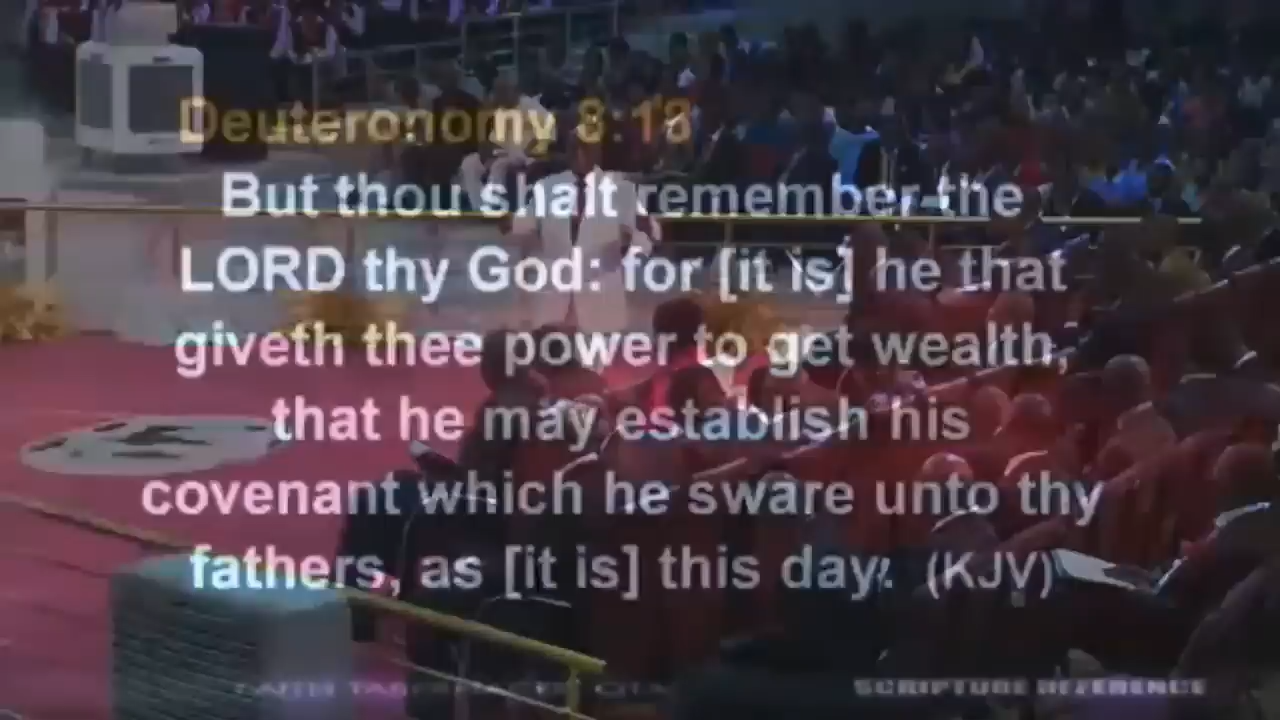 Deuteronomy 8:18
But thou shalt remember the
LORD thy God: for [it is] he that
giveth thee power to get wealth,
that he may establish his
covenant which he sware unto thy
fathers, as [it is] this day. (KJV)
SCRIPTURE REFERENCE